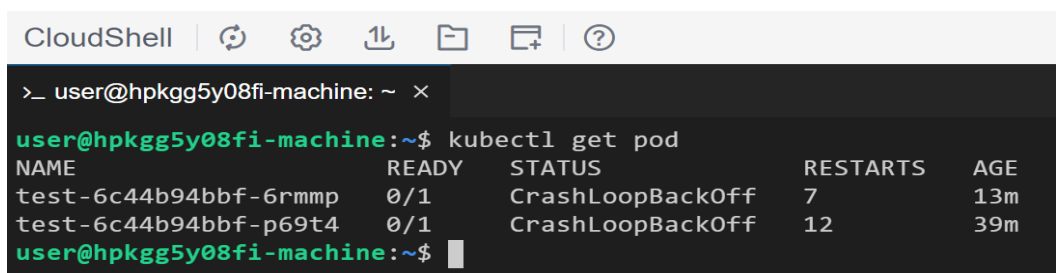 CloudShell
>_ user@hpkgg5y08fi-machine: ~ ×
user@hpkgg5y08fi-machine:~$ kubectl get pod
NAME READY STATUS RESTARTS AGE
test-6c44b94bbf-6rmmp 0/1 CrashLoopBackOff 7 13m
test-6c44b94bbf-p69t4 0/1 CrashLoopBackOff 12 39m
user@hpkgg5y08fi-machine:~$